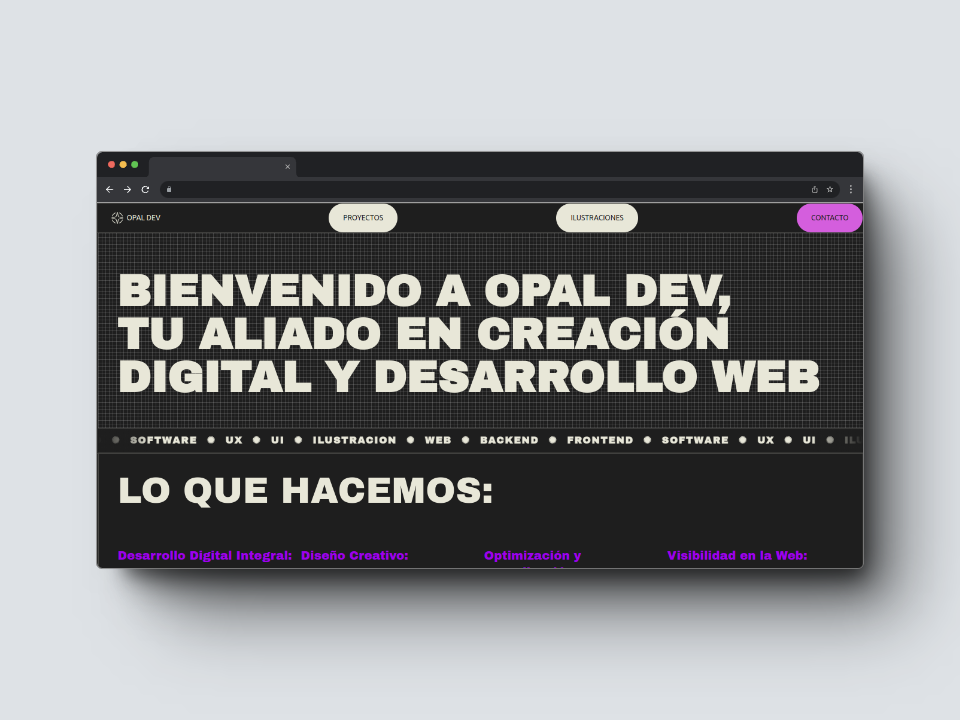 OPAL DEV
PROYECTOS
ILUSTRACIONES
CONTACTO
BIENVENIDO A OPAL DEV,
TU ALIADO EN CREACIÓN
DIGITAL Y DESARROLLO WEB
SOFTWARE UX UI ILUSTRACION WEB BACKEND FRONTEND SOFTWARE UX UI
LO QUE HACEMOS:
Desarrollo Digital Integral: Diseño Creativo: Optimización y Visibilidad en la Web: